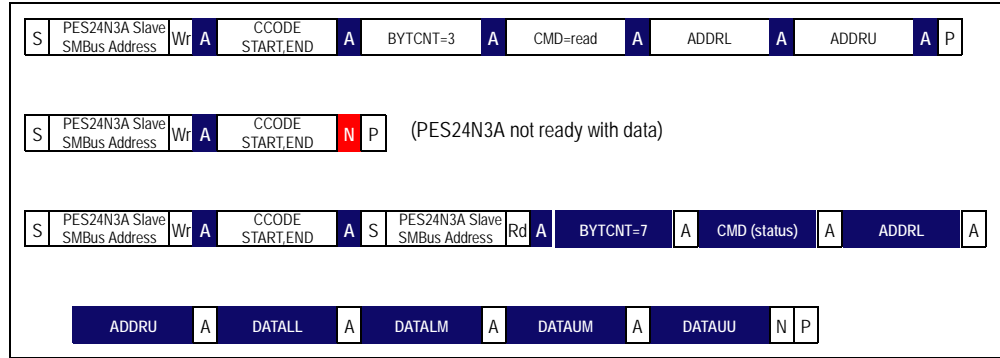 S PES24N3A Slave SMBus Address Wr A CCODE START,END A BYTCNT=3 A CMD=read A ADDRL A ADDRU A P
S PES24N3A Slave SMBus Address Wr A CCODE START,END N P (PES24N3A not ready with data)
S PES24N3A Slave SMBus Address Wr A CCODE START,END A S PES24N3A Slave SMBus Address Rd A BYTCNT=7 A CMD (status) A ADDRL A
ADDRU A DATALL A DATALM A DATAUM A DATAUU N P